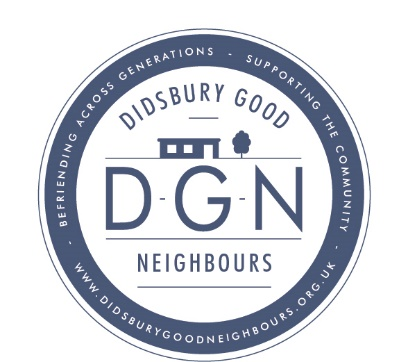 BEFRIENDING ACROSS GENERATIONS - SUPPORTING THE COMMUNITY -
DIDSBURY GOOD
D-G-N
NEIGHBOURS
- WWW.DIDSBURYGOODNEIGHBOURS.ORG.UK